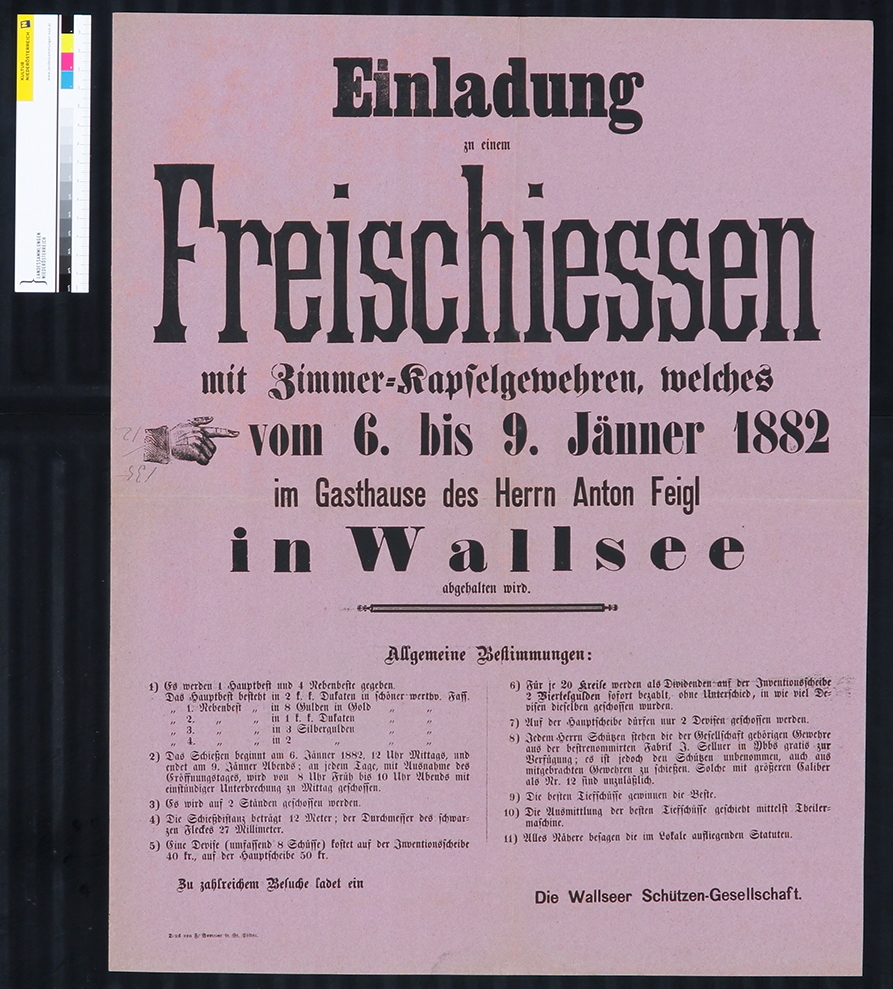 KULTUR
NIEDERÖSTERREICH
LANDESSAMMLUNGEN
NIEDERÖSTERREICH
Einladung
zu einem
Freischiessen
mit Zimmer-Kapſelgewehren, welches
vom 6. bis 9. Jänner 1882
im Gasthause des Herrn Anton Feigl
in Wallsee
abgehalten wird.
Allgemeine Beſtimmungen:
1) Es werden 1 Hauptbeſt und 4 Nebenbeſte gegeben.
Das Hauptbeſt beſteht in 2 k. k. Dukaten in ſchöner werthv. Faſſ.
„ 1. Nebenbeſt „ in 8 Gulden in Gold „ „
„ 2. „ „ in 1 k. k. Dukaten „ „
„ 3. „ „ in 3 Silbergulden „ „
„ 4. „ „ in 2 „ „ „
2) Das Schießen beginnt am 6. Jänner 1882, 12 Uhr Mittags, und
endet am 9. Jänner Abends; an jedem Tage, mit Ausnahme des
Eröffnungstages, wird von 8 Uhr Früh bis 10 Uhr Abends mit
einſtündiger Unterbrechung zu Mittag geſchoſſen.
3) Es wird auf 2 Ständen geſchoſſen werden.
4) Die Schießdiſtanz beträgt 12 Meter; der Durchmeſſer des ſchwar-
zen Fleckes 27 Millimeter.
5) Eine Deviſe (umfaſſend 8 Schüſſe) koſtet auf der Inventionsſcheibe
40 kr., auf der Hauptſcheibe 50 kr.
Zu zahlreichem Beſuche ladet ein
6) Für je 20 Kreiſe werden als Dividenden auf der Inventionsſcheibe
2 Viertelgulden ſofort bezahlt, ohne Unterſchied, in wie viel De-
viſen dieſelben geſchoſſen wurden.
7) Auf der Hauptſcheibe dürfen nur 2 Deviſen geſchoſſen werden.
8) Jedem Herrn Schützen ſtehen die der Geſellſchaft gehörigen Gewehre
aus der beſtrenommirten Fabrik J. Sellner in Ybbs gratis zur
Verfügung; es iſt jedoch den Schützen unbenommen, auch aus
mitgebrachten Gewehren zu ſchießen. Solche mit größeren Caliber
als Nr. 12 ſind unzuläſſlich.
9) Die beſten Tiefſchüſſe gewinnen die Beſte.
10) Die Ausmittlung der beſten Tiefſchüſſe geſchieht mittelſt Theiler-
maſchine.
11) Alles Nähere beſagen die im Lokale aufliegenden Statuten.
Die Wallseer Schützen-Gesellschaft.